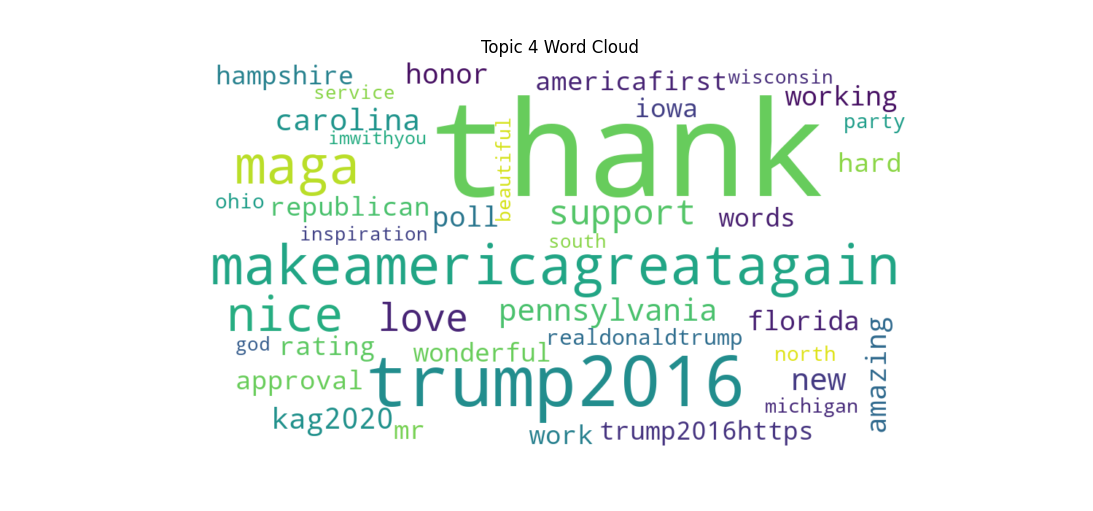 Topic 4 Word Cloud
hampshire honor americafirst wisconsin
service iowa working
carolina thank party
imwithyou beautiful
maga hard
ohio republican poll support words
inspiration south
makeamericagreatagain
nice love pennsylvania florida
god rating wonderful realdonaldtrump north amazing
approval trump2016 new
kag2020 mr work trump2016https michigan